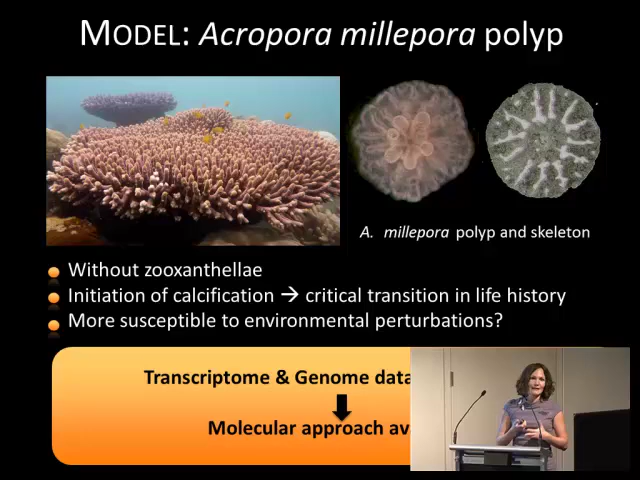 MODEL: Acropora millepora polyp
A. millepora polyp and skeleton
Without zooxanthellae
Initiation of calcification → critical transition in life history
More susceptible to environmental perturbations?
Transcriptome & Genome data
Molecular approach av